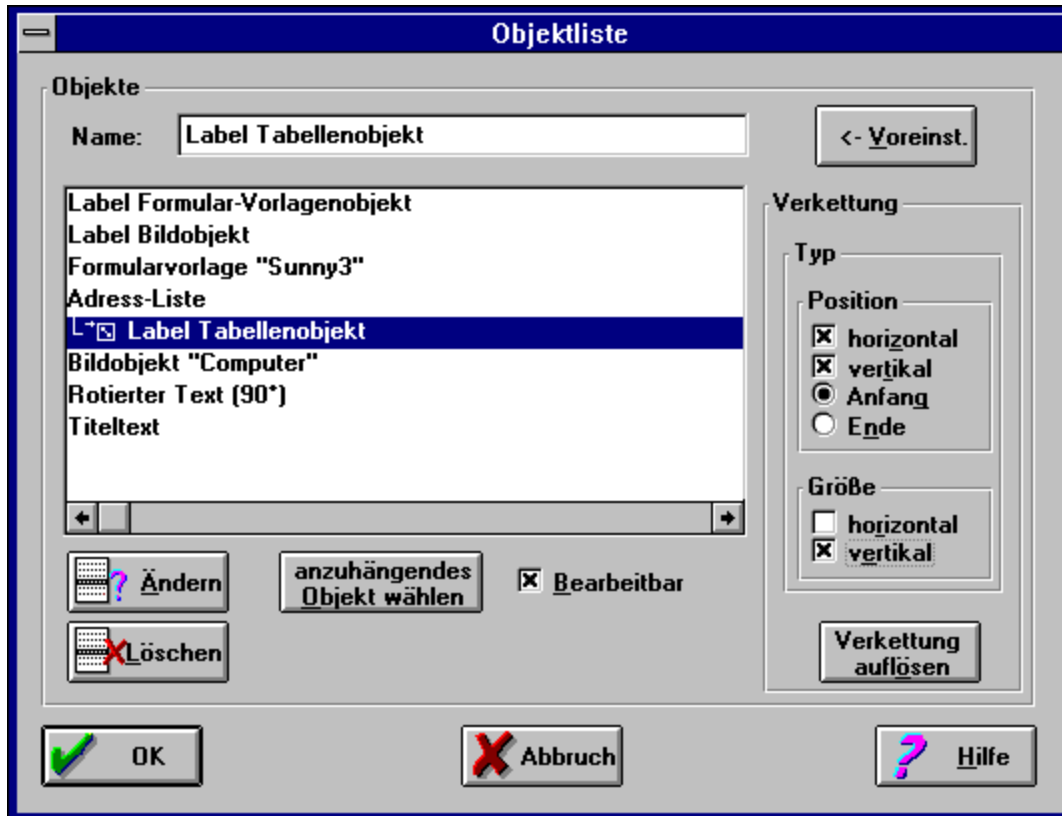 Objektliste
Objekte
Name: Label Tabellenobjekt
<- Voreinst.
Label Formular-Vorlagenobjekt
Label Bildobjekt
Formularvorlage "Sunny3"
Adress-Liste
Label Tabellenobjekt
Bildobjekt "Computer"
Rotierter Text (90°)
Titeltext
Verkettung
Typ
Position
horizontal
vertikal
Anfang
Ende
Größe
horizontal
vertikal
Ändern
anzuhängendes
Objekt wählen
Bearbeitbar
Löschen
Verkettung
auflösen
OK
Abbruch
Hilfe